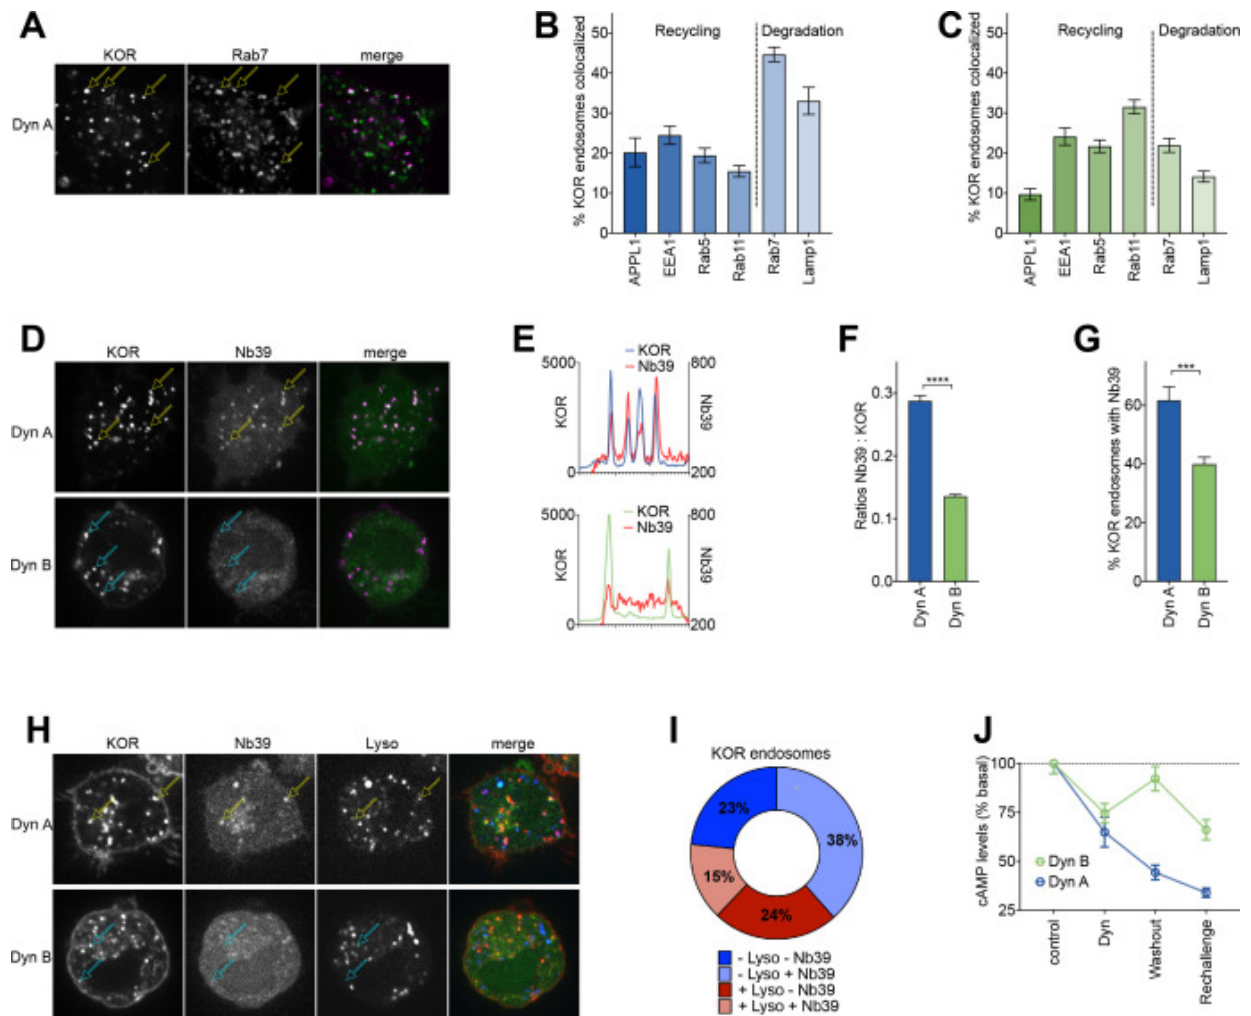 A
KOR
Rab7
merge
Dyn A
B
% KOR endosomes colocalized
50
40
30
20
10
0
Recycling
Degradation
APPL1
EEA1
Rab5
Rab11
Rab7
Lamp1
C
% KOR endosomes colocalized
50
40
30
20
10
0
Recycling
Degradation
APPL1
EEA1
Rab5
Rab11
Rab7
Lamp1
D
KOR
Nb39
merge
Dyn A
Dyn B
E
KOR
Nb39
5000
800
KOR
Nb39
0
200
KOR
Nb39
5000
800
KOR
Nb39
0
200
F
Ratios Nb39 : KOR
0.3
0.2
0.1
0.0
****
Dyn A
Dyn B
G
% KOR endosomes with Nb39
60
40
20
0
***
Dyn A
Dyn B
H
KOR
Nb39
Lyso
merge
Dyn A
Dyn B
I
KOR endosomes
23%
38%
15%
24%
- Lyso - Nb39
- Lyso + Nb39
+ Lyso - Nb39
+ Lyso + Nb39
J
cAMP levels (% basal)
100
75
50
25
Dyn B
Dyn A
control
Dyn
Washout
Rechallenge